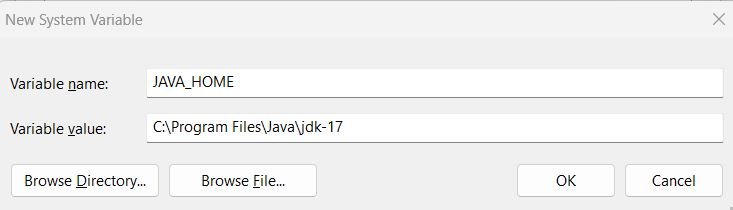 New System Variable
Variable name: JAVA_HOME
Variable value: C:\Program Files\Java\jdk-17
Browse Directory... Browse File... OK Cancel